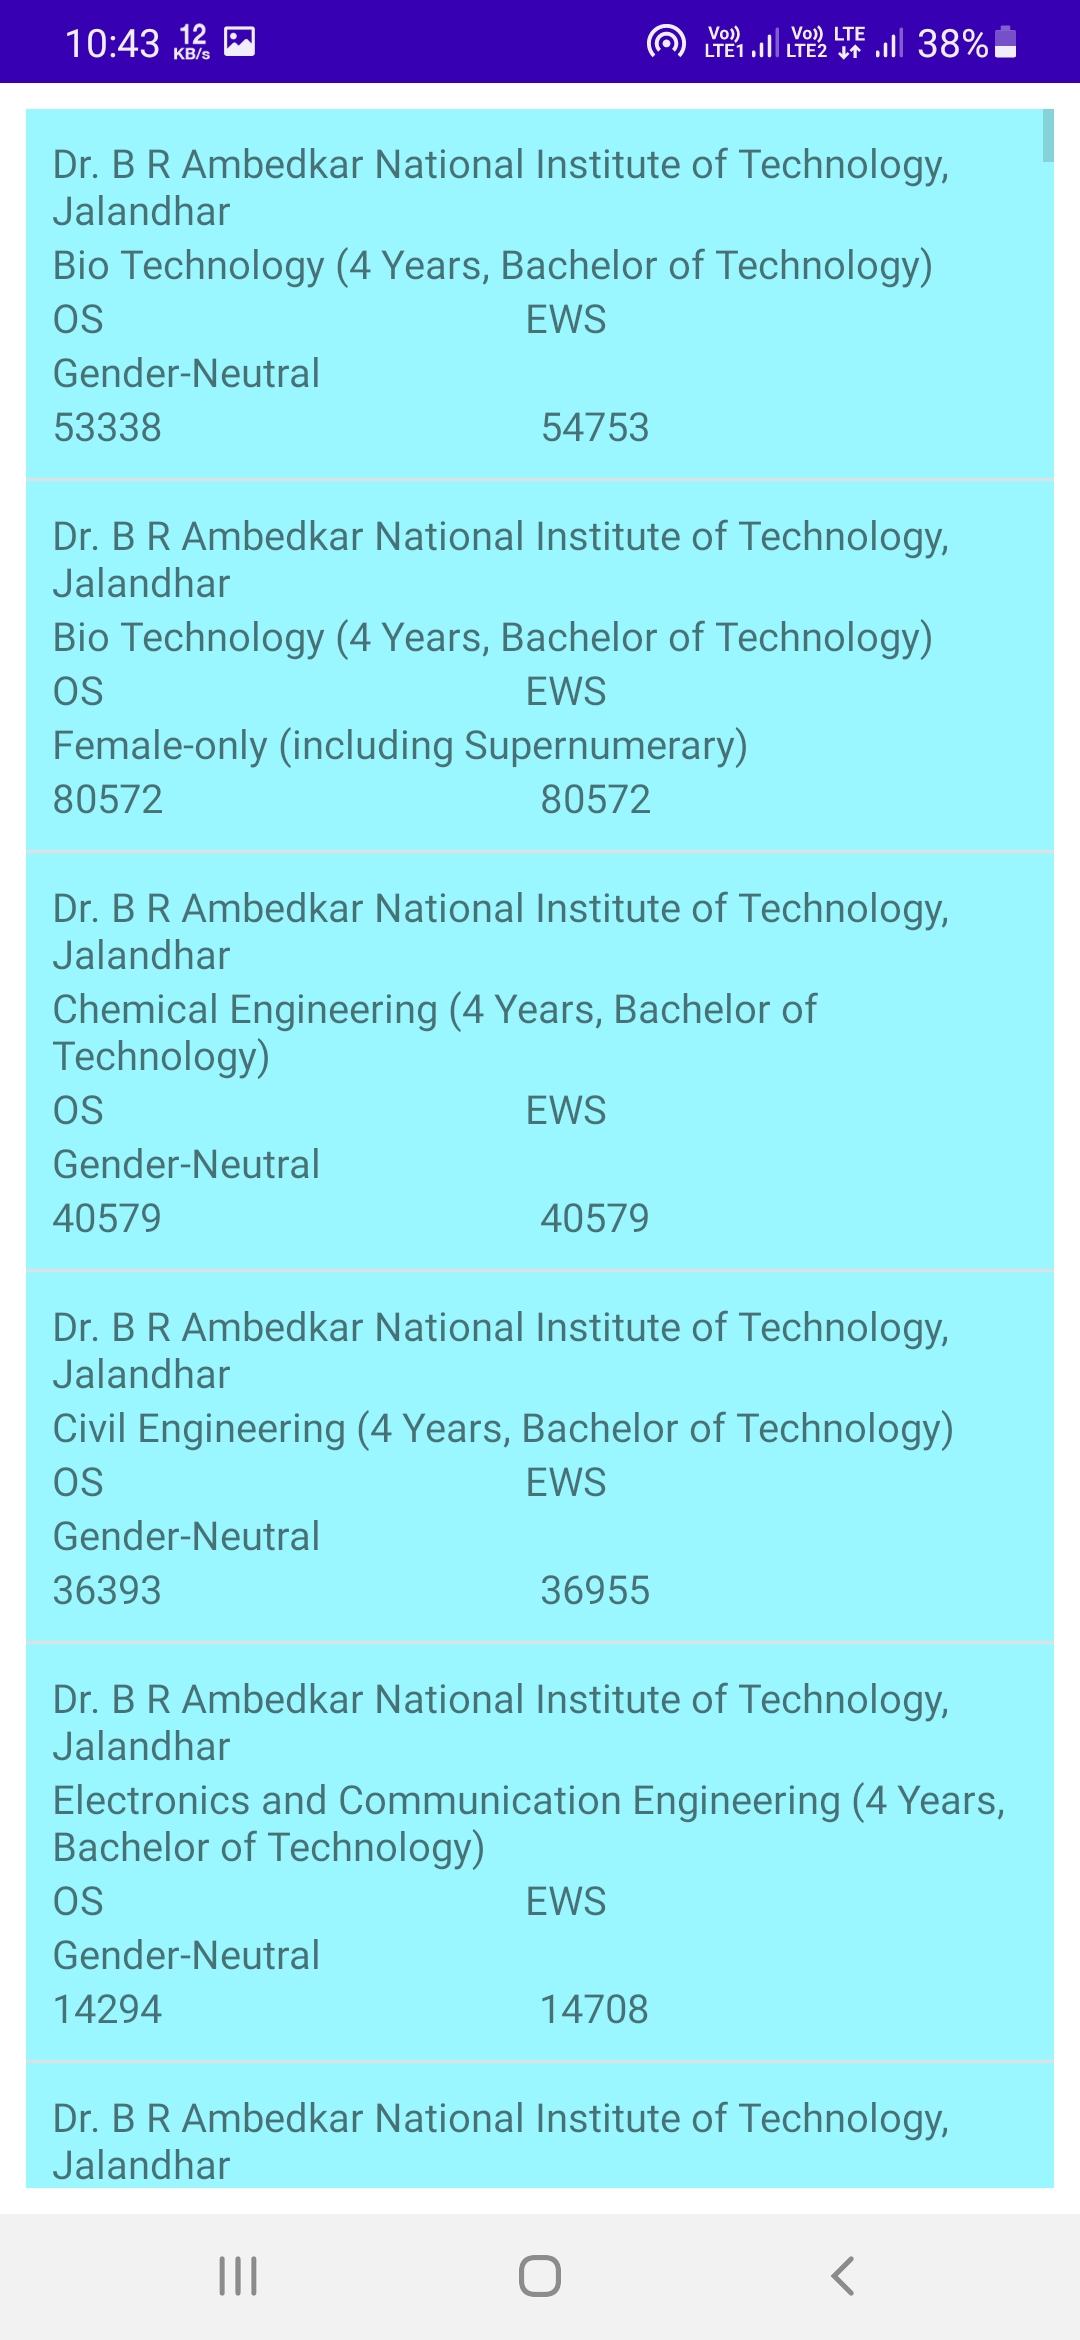 10:43 12 KB/s Vo)) LTE1 Vo)) LTE2 LTE 38%
Dr. B R Ambedkar National Institute of Technology,
Jalandhar
Bio Technology (4 Years, Bachelor of Technology)
OS EWS
Gender-Neutral
53338 54753
Dr. B R Ambedkar National Institute of Technology,
Jalandhar
Bio Technology (4 Years, Bachelor of Technology)
OS EWS
Female-only (including Supernumerary)
80572 80572
Dr. B R Ambedkar National Institute of Technology,
Jalandhar
Chemical Engineering (4 Years, Bachelor of
Technology)
OS EWS
Gender-Neutral
40579 40579
Dr. B R Ambedkar National Institute of Technology,
Jalandhar
Civil Engineering (4 Years, Bachelor of Technology)
OS EWS
Gender-Neutral
36393 36955
Dr. B R Ambedkar National Institute of Technology,
Jalandhar
Electronics and Communication Engineering (4 Years,
Bachelor of Technology)
OS EWS
Gender-Neutral
14294 14708
Dr. B R Ambedkar National Institute of Technology,
Jalandhar